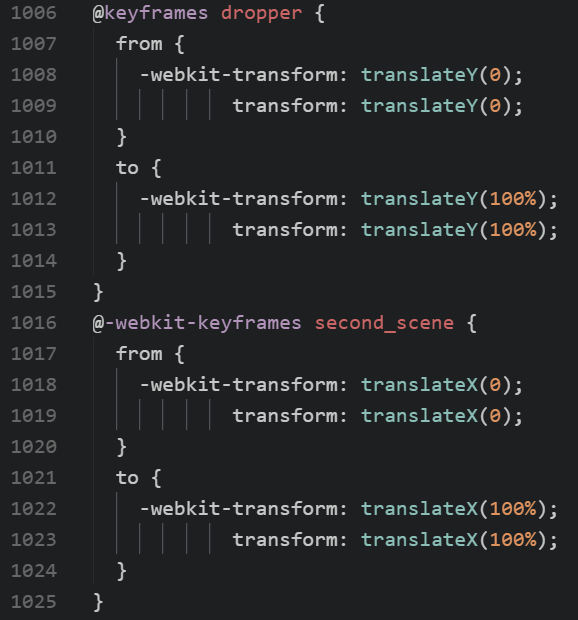 1006 @keyframes dropper {
1007 from {
1008 -webkit-transform: translateY(0);
1009 transform: translateY(0);
1010 }
1011 to {
1012 -webkit-transform: translateY(100%);
1013 transform: translateY(100%);
1014 }
1015 }
1016 @-webkit-keyframes second_scene {
1017 from {
1018 -webkit-transform: translateX(0);
1019 transform: translateX(0);
1020 }
1021 to {
1022 -webkit-transform: translateX(100%);
1023 transform: translateX(100%);
1024 }
1025 }